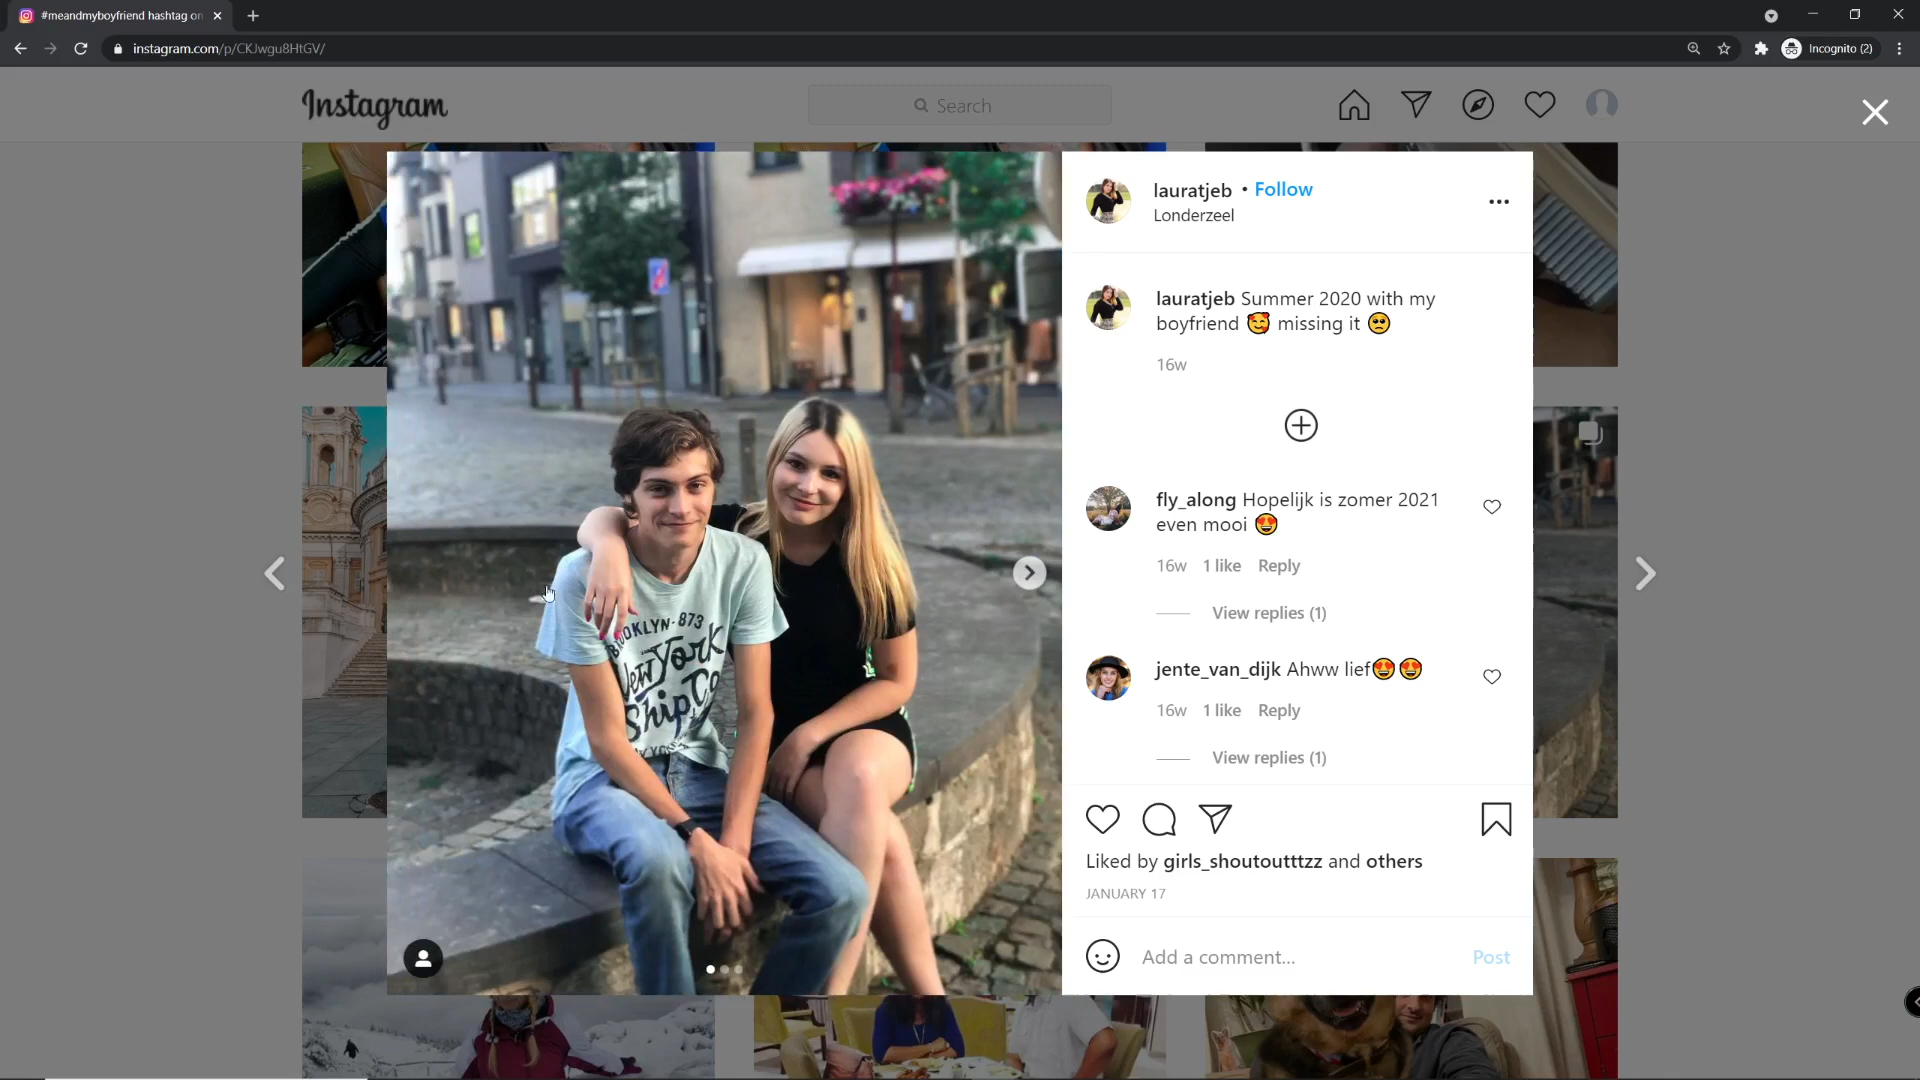 #meandmyboyfriend hashtag on
instagram.com/p/CKJwgu8HtGV/
Incognito (2)
Instagram
Search
lauratjeb • Follow
Londerzeel
lauratjeb Summer 2020 with my
boyfriend 🥰 missing it 🥺
16w
fly_along Hopelijk is zomer 2021
even mooi 😍
16w 1 like Reply
View replies (1)
jente_van_dijk Ahww lief😍😍
16w 1 like Reply
View replies (1)
Liked by girls_shoutoutttzz and others
JANUARY 17
Add a comment... Post
BROOKLYN-873
New York
Ship Co